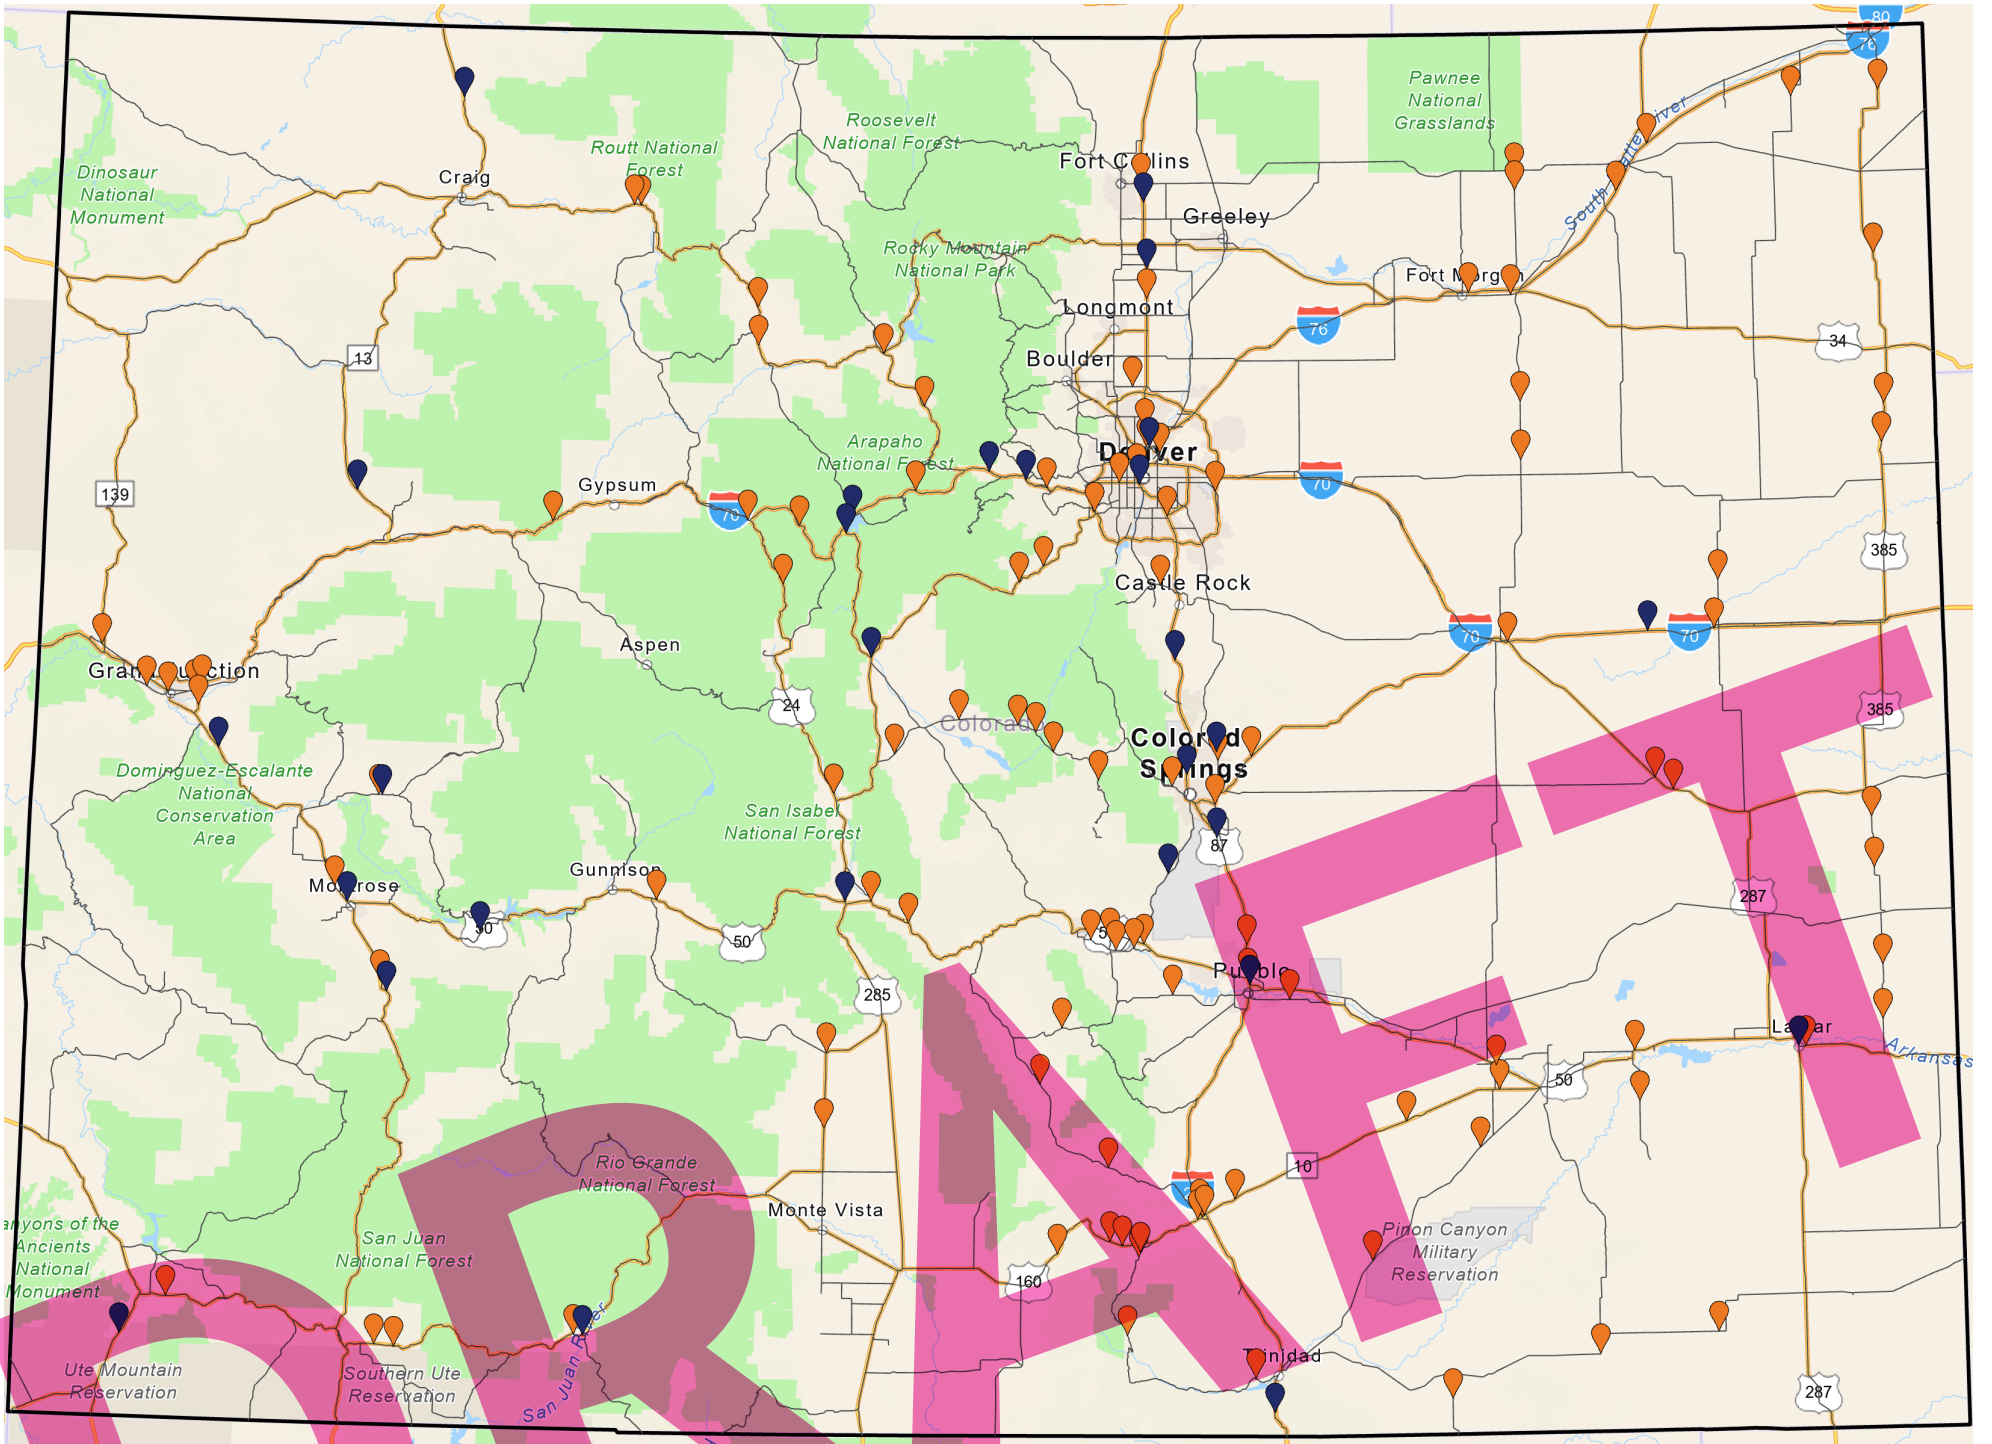 80
76
Pawnee
National
Grasslands
Roosevelt
National Forest
Routt National
Forest
Dinosaur
National
Monument
Craig
Fort Collins
Greeley
South Platte River
Rocky Mountain
National Park
Fort Morgan
Longmont
76
34
13
Boulder
Arapaho
National Forest
Denver
139
Gypsum
70
70
385
Castle Rock
70
70
Aspen
Grand Junction
24
Colorado
385
Colorado
Springs
Dominguez-Escalante
National
Conservation
Area
San Isabel
National Forest
87
Gunnison
Montrose
287
50
50
Pueblo
285
Lamar
Arkansas
50
Rio Grande
National Forest
10
Monte Vista
anyons of the
Ancients
National
Monument
San Juan
National Forest
Pinon Canyon
Military
Reservation
160
Ute Mountain
Reservation
Southern Ute
Reservation
San Juan River
Trinidad
287
DRAFT